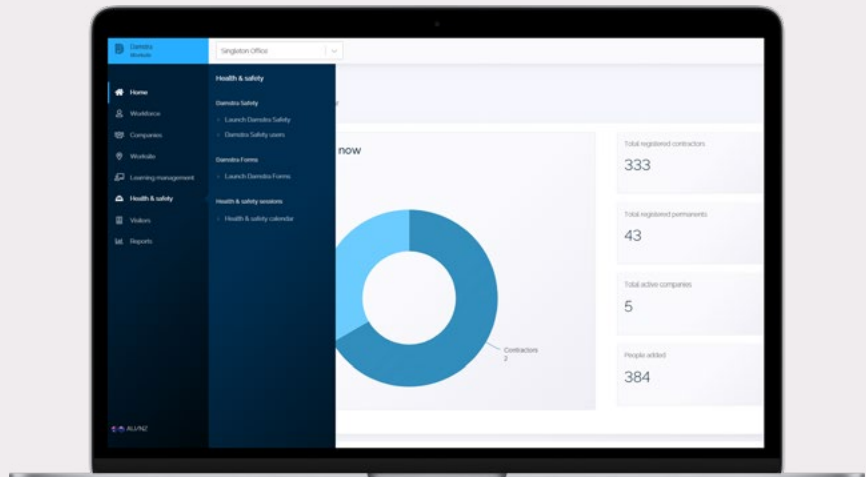 Damstra
Worksite
Singleton Office
Home
Workforce
Companies
Worksite
Learning management
Health & safety
Visitors
Reports
AU/NZ
Health & safety
Damstra Safety
Launch Damstra Safety
Damstra Safety users
Damstra Forms
Launch Damstra Forms
Health & safety sessions
Health & safety calendar
now
Contractors
2
Total registered contractors
333
Total registered permanents
43
Total active companies
5
People added
384